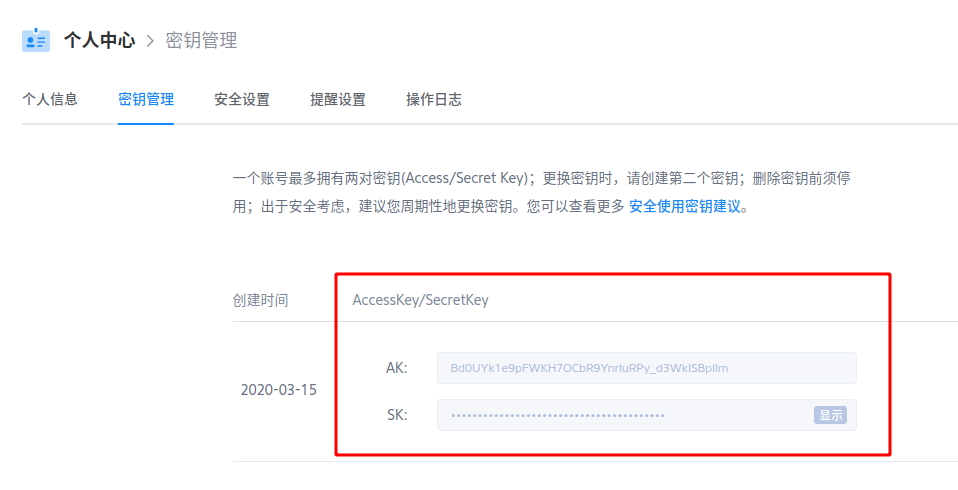 个人中心 > 密钥管理
个人信息 密钥管理 安全设置 提醒设置 操作日志
一个账号最多拥有两对密钥(Access/Secret Key)；更换密钥时，请创建第二个密钥；删除密钥前须停
用；出于安全考虑，建议您周期性地更换密钥。您可以查看更多 安全使用密钥建议。
创建时间 AccessKey/SecretKey
AK: Bd0UYk1e9pFWKH7OCbR9YnrluRPy_d3WklSBpllm
2020-03-15
SK: •••••••••••••••••••••••••••••••••••••••• 显示